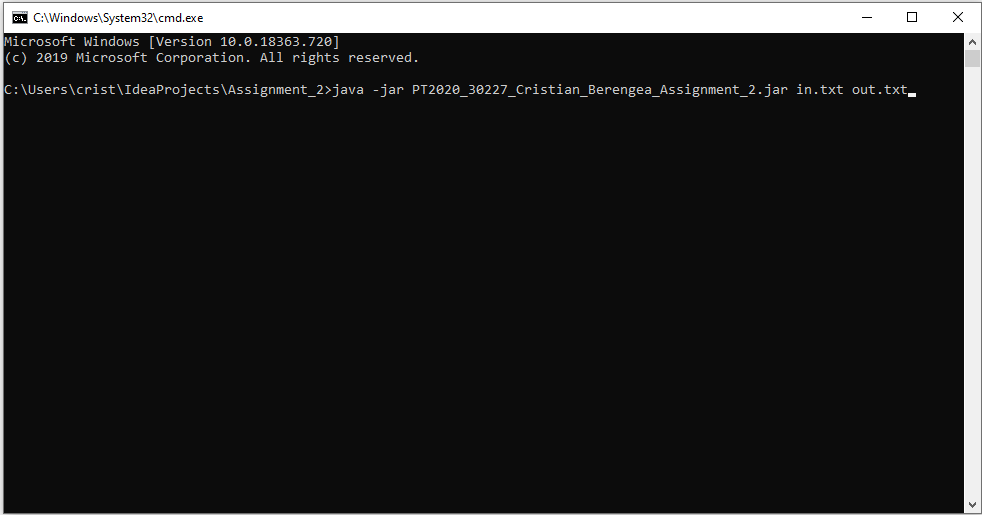 C:\Windows\System32\cmd.exe
Microsoft Windows [Version 10.0.18363.720]
(c) 2019 Microsoft Corporation. All rights reserved.
C:\Users\crist\IdeaProjects\Assignment_2>java -jar PT2020_30227_Cristian_Berengea_Assignment_2.jar in.txt out.txt